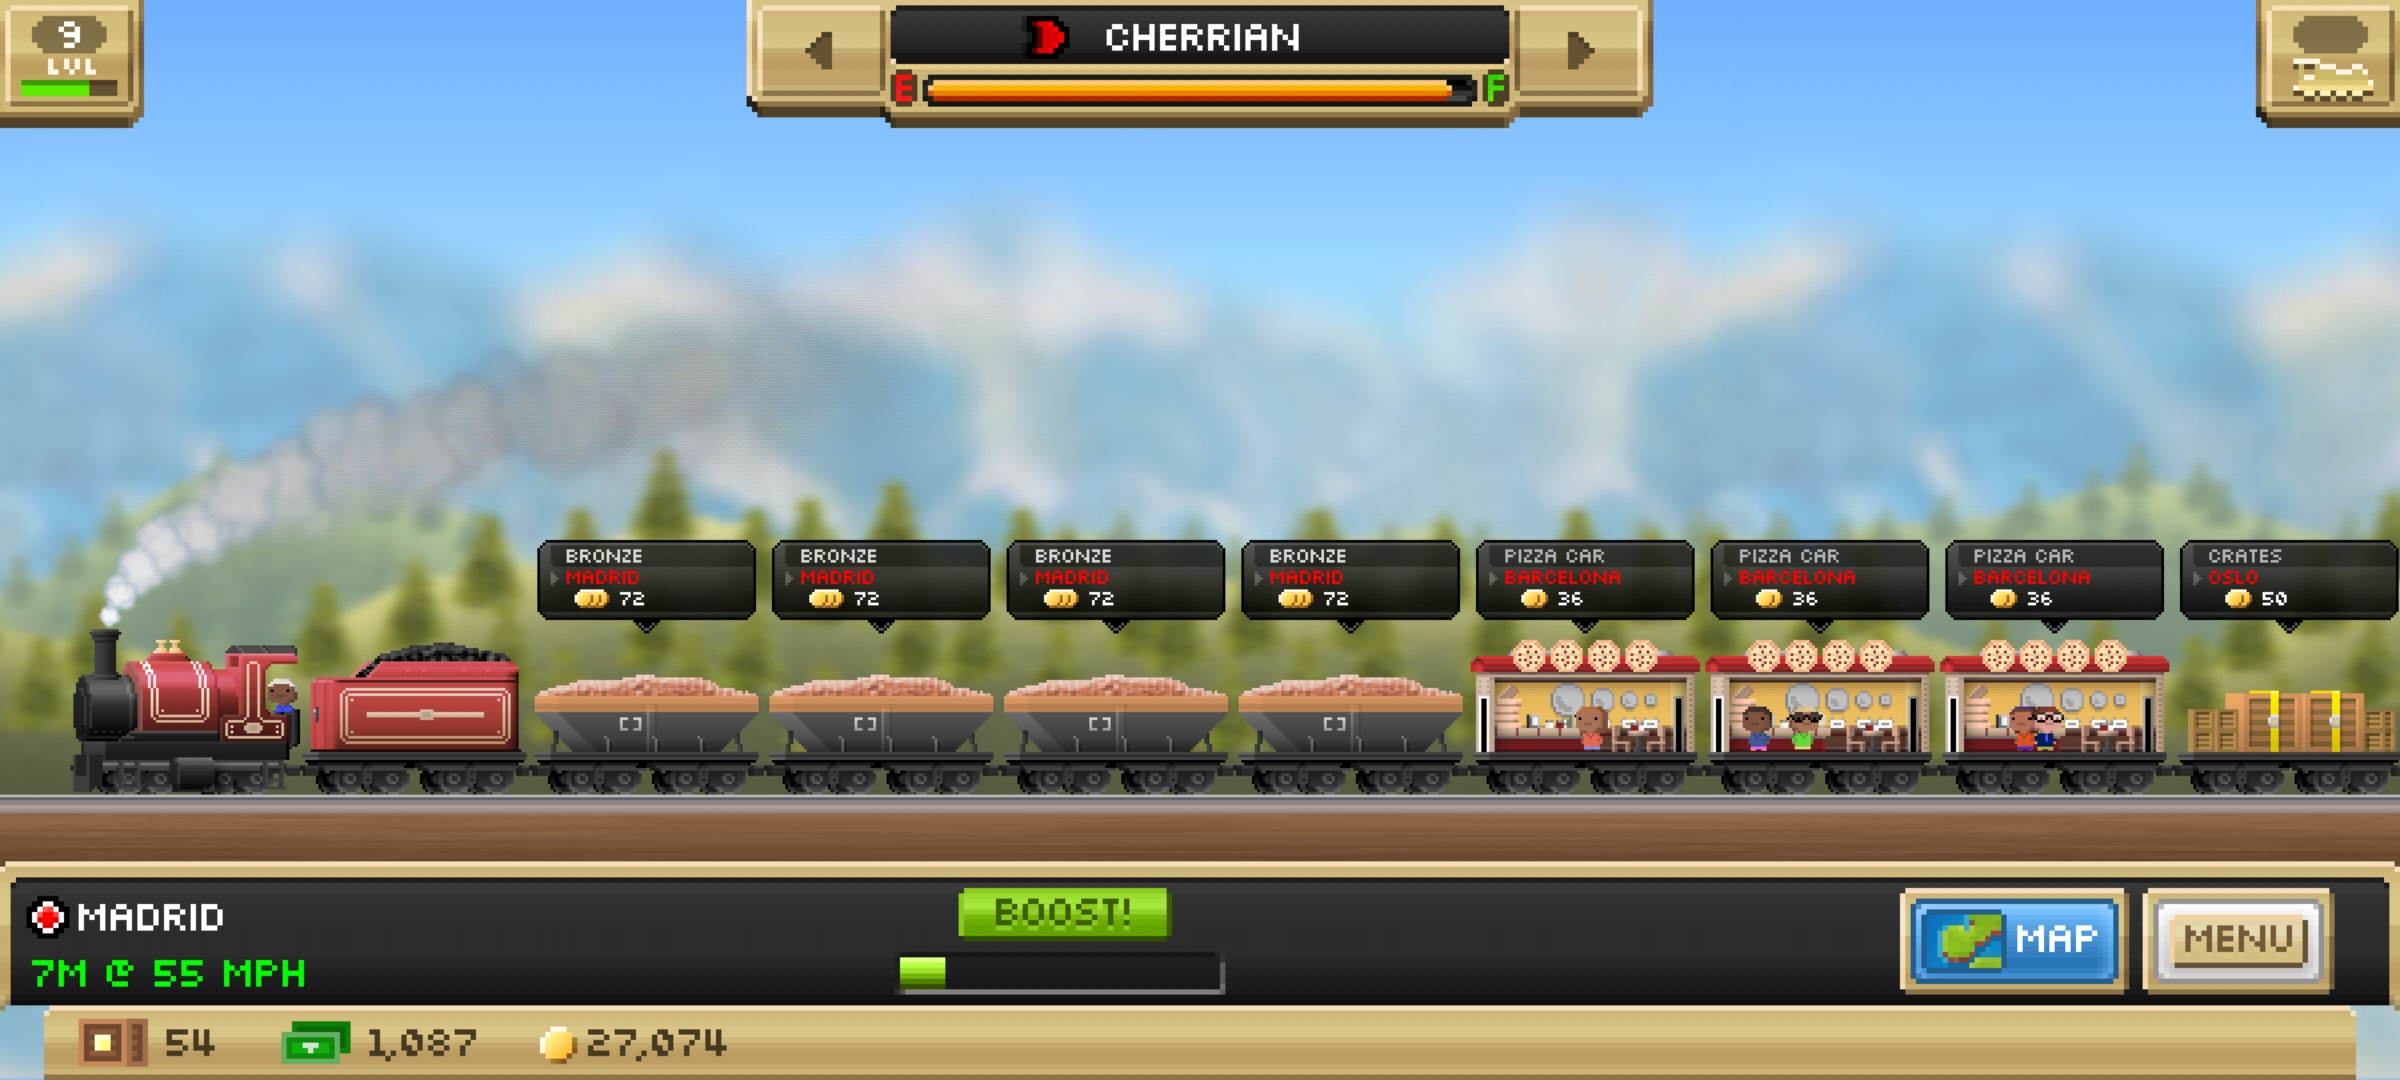 9
LVL
CHERRIAN
E F
BRONZE
MADRID
72
BRONZE
MADRID
72
BRONZE
MADRID
72
BRONZE
MADRID
72
PIZZA CAR
BARCELONA
36
PIZZA CAR
BARCELONA
36
PIZZA CAR
BARCELONA
36
CRATES
OSLO
50
MADRID
7M @ 55 MPH
BOOST!
MAP
MENU
54 1,087 27,074